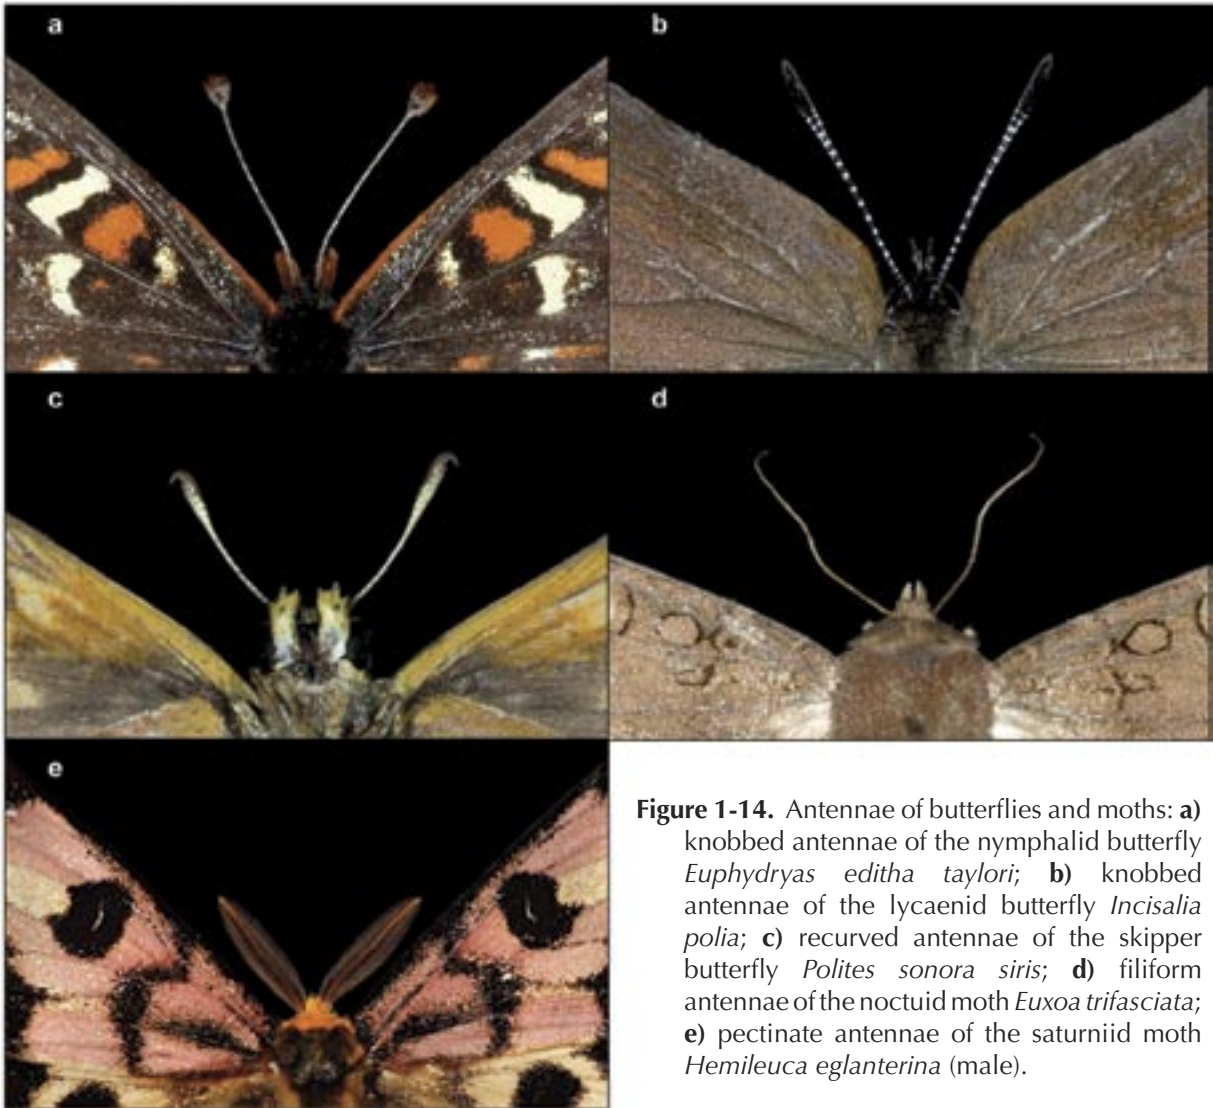 a
b
c
d
e
Figure 1-14. Antennae of butterflies and moths: a)
knobbed antennae of the nymphalid butterfly
Euphydryas editha taylori; b) knobbed
antennae of the lycaenid butterfly Incisalia
polia; c) recurved antennae of the skipper
butterfly Polites sonora siris; d) filiform
antennae of the noctuid moth Euxoa trifasciata;
e) pectinate antennae of the saturniid moth
Hemileuca eglanterina (male).